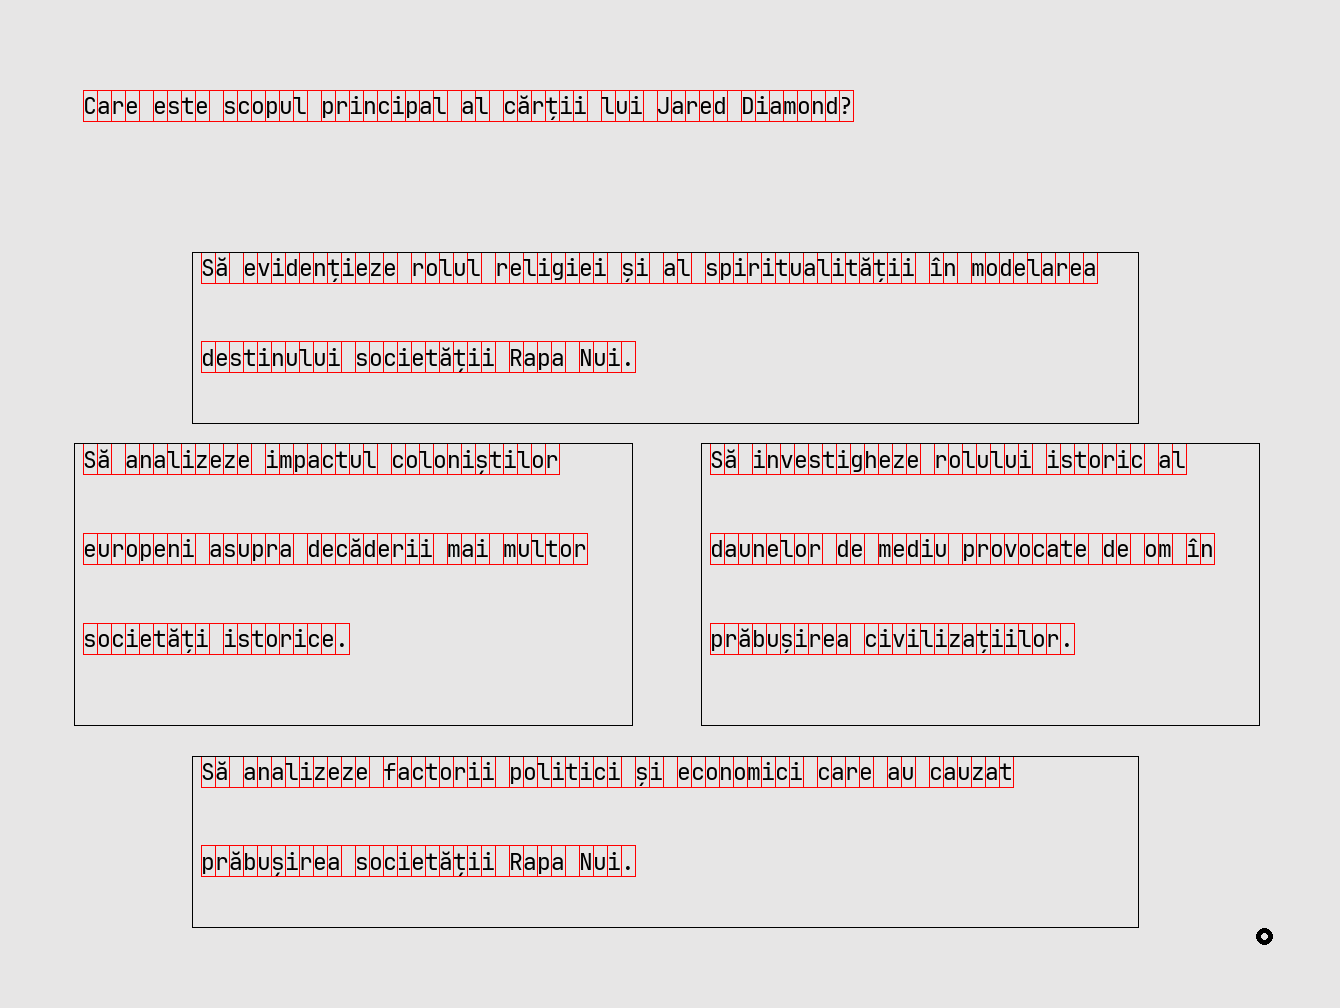 Care este scopul principal al cărții lui Jared Diamond?
Să evidențieze rolul religiei și al spiritualității în modelarea
destinului societății Rapa Nui.
Să analizeze impactul coloniștilor
europeni asupra decăderii mai multor
societăți istorice.
Să investigheze rolului istoric al
daunelor de mediu provocate de om în
prăbușirea civilizațiilor.
Să analizeze factorii politici și economici care au cauzat
prăbușirea societății Rapa Nui.